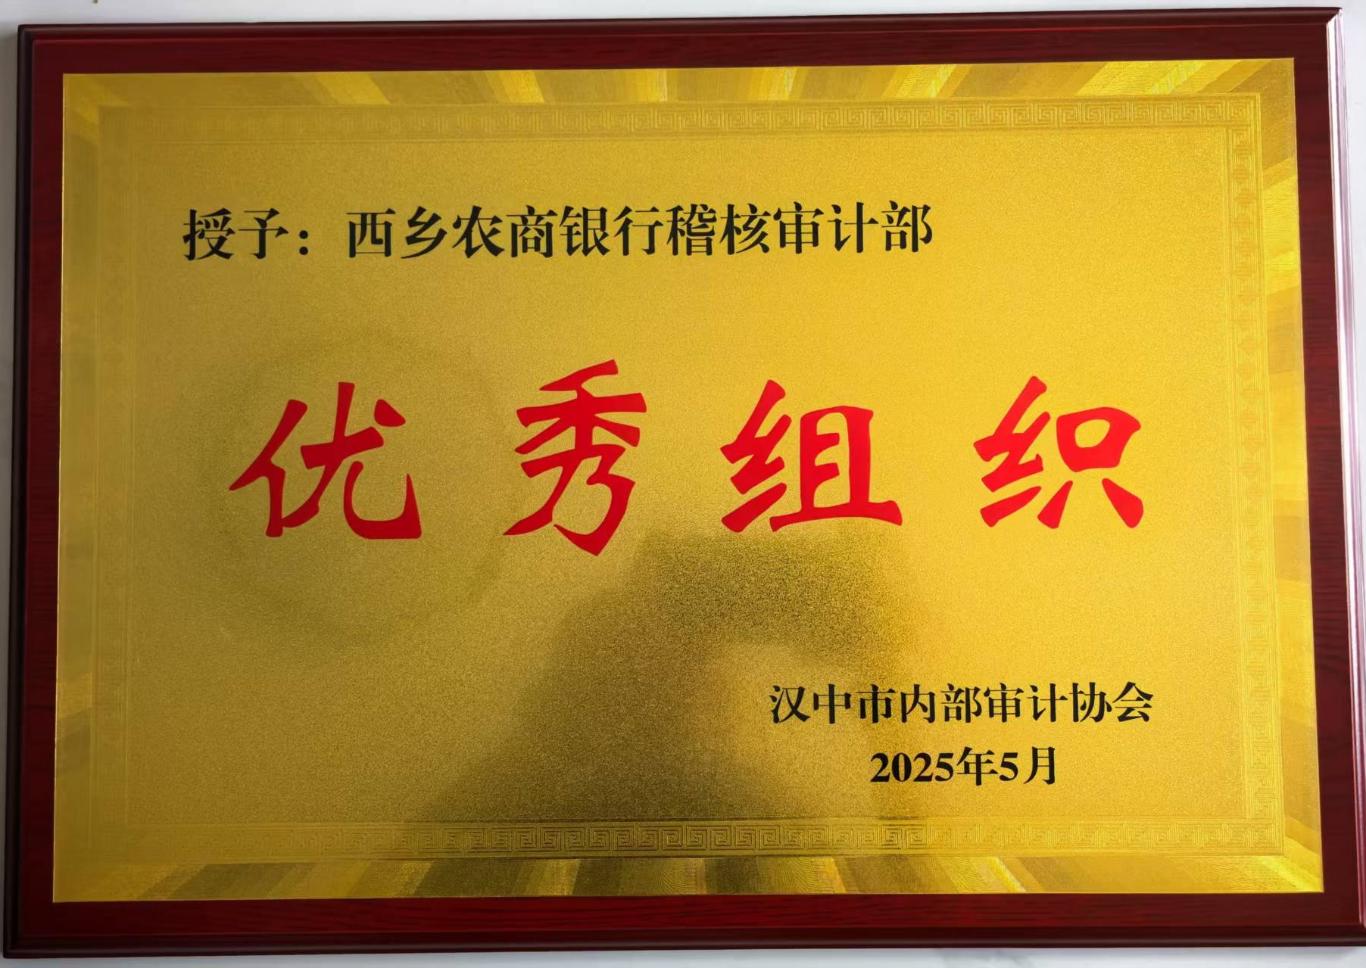 授予：西乡农商银行稽核审计部
优秀组织
汉中市内部审计协会
2025年5月